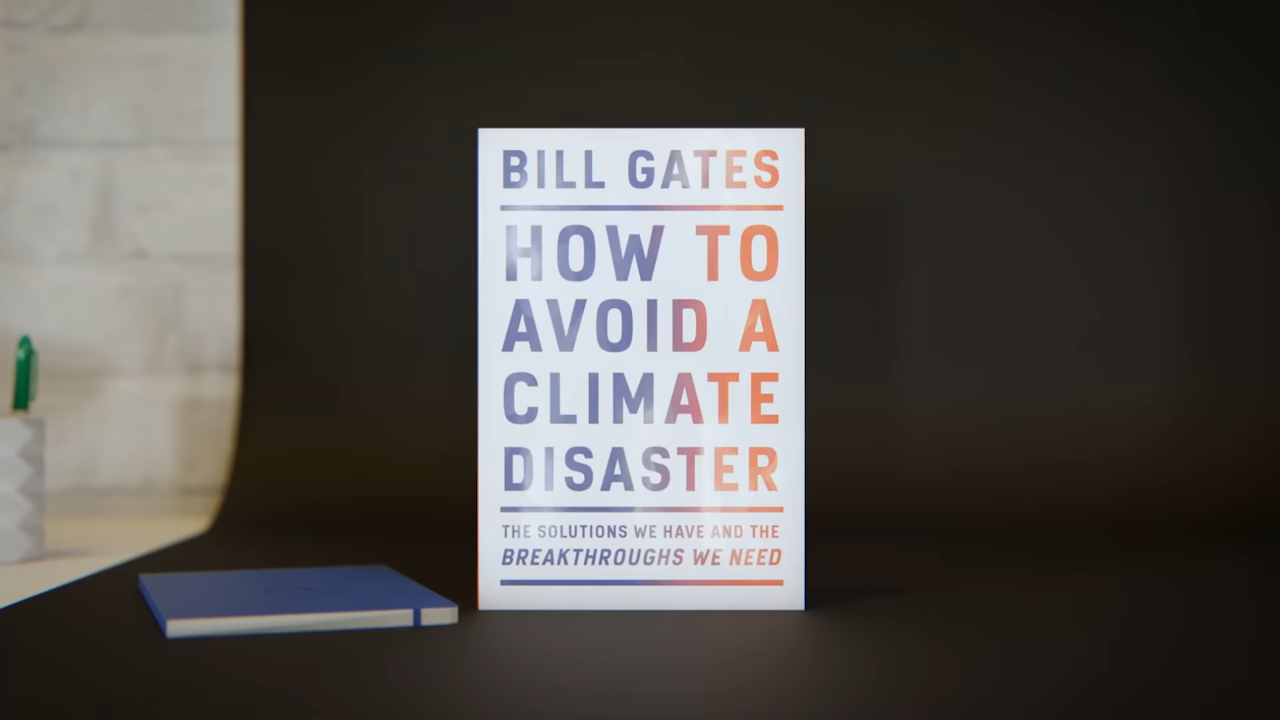 BILL GATES
HOW TO
AVOID A
CLIMATE
DISASTER
THE SOLUTIONS WE HAVE AND THE
BREAKTHROUGHS WE NEED